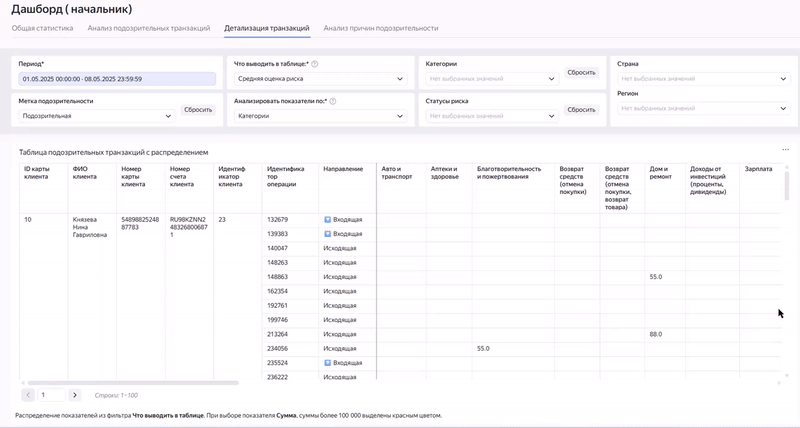 Дашборд ( начальник)
Общая статистика Анализ подозрительных транзакций Детализация транзакций Анализ причин подозрительности
Период* Что выводить в таблице:* Категории Страна
01.05.2025 00:00:00 - 08.05.2025 23:59:59 Средняя оценка риска Нет выбранных значений Сбросить Нет выбранных значений
Метка подозрительности Сбросить Анализировать показатели по:* Статусы риска Сбросить Регион
Подозрительная Категории Нет выбранных значений Нет выбранных значений
Таблица подозрительных транзакций с распределением
ID карты ФИО Номер Номер Идентиф Идентифика Направление Авто и Аптеки и Благотворительность Возврат Возврат Дом и Доходы от Зарплата
клиента клиента карты счета икатор тор транспорт здоровье и пожертвования средств средств ремонт инвестиций
клиента клиента клиента операции (отмена (отмена (проценты,
покупки) покупки, дивиденды)
возврат
товара)
10 Князева 54898825248 RU98KZNN2 23 132679 Входящая
Нина 87783 48326800687
Гавриловна 1
139383 Входящая
140047 Исходящая
148263 Исходящая
148863 Исходящая 55.0
162354 Исходящая
192761 Исходящая
199746 Исходящая
213264 Исходящая 88.0
234056 Исходящая 55.0
235524 Входящая
236222 Исходящая
1 Строки: 1–100
Распределение показателей из фильтра Что выводить в таблице. При выборе показателя Сумма, суммы более 100 000 выделены красным цветом.